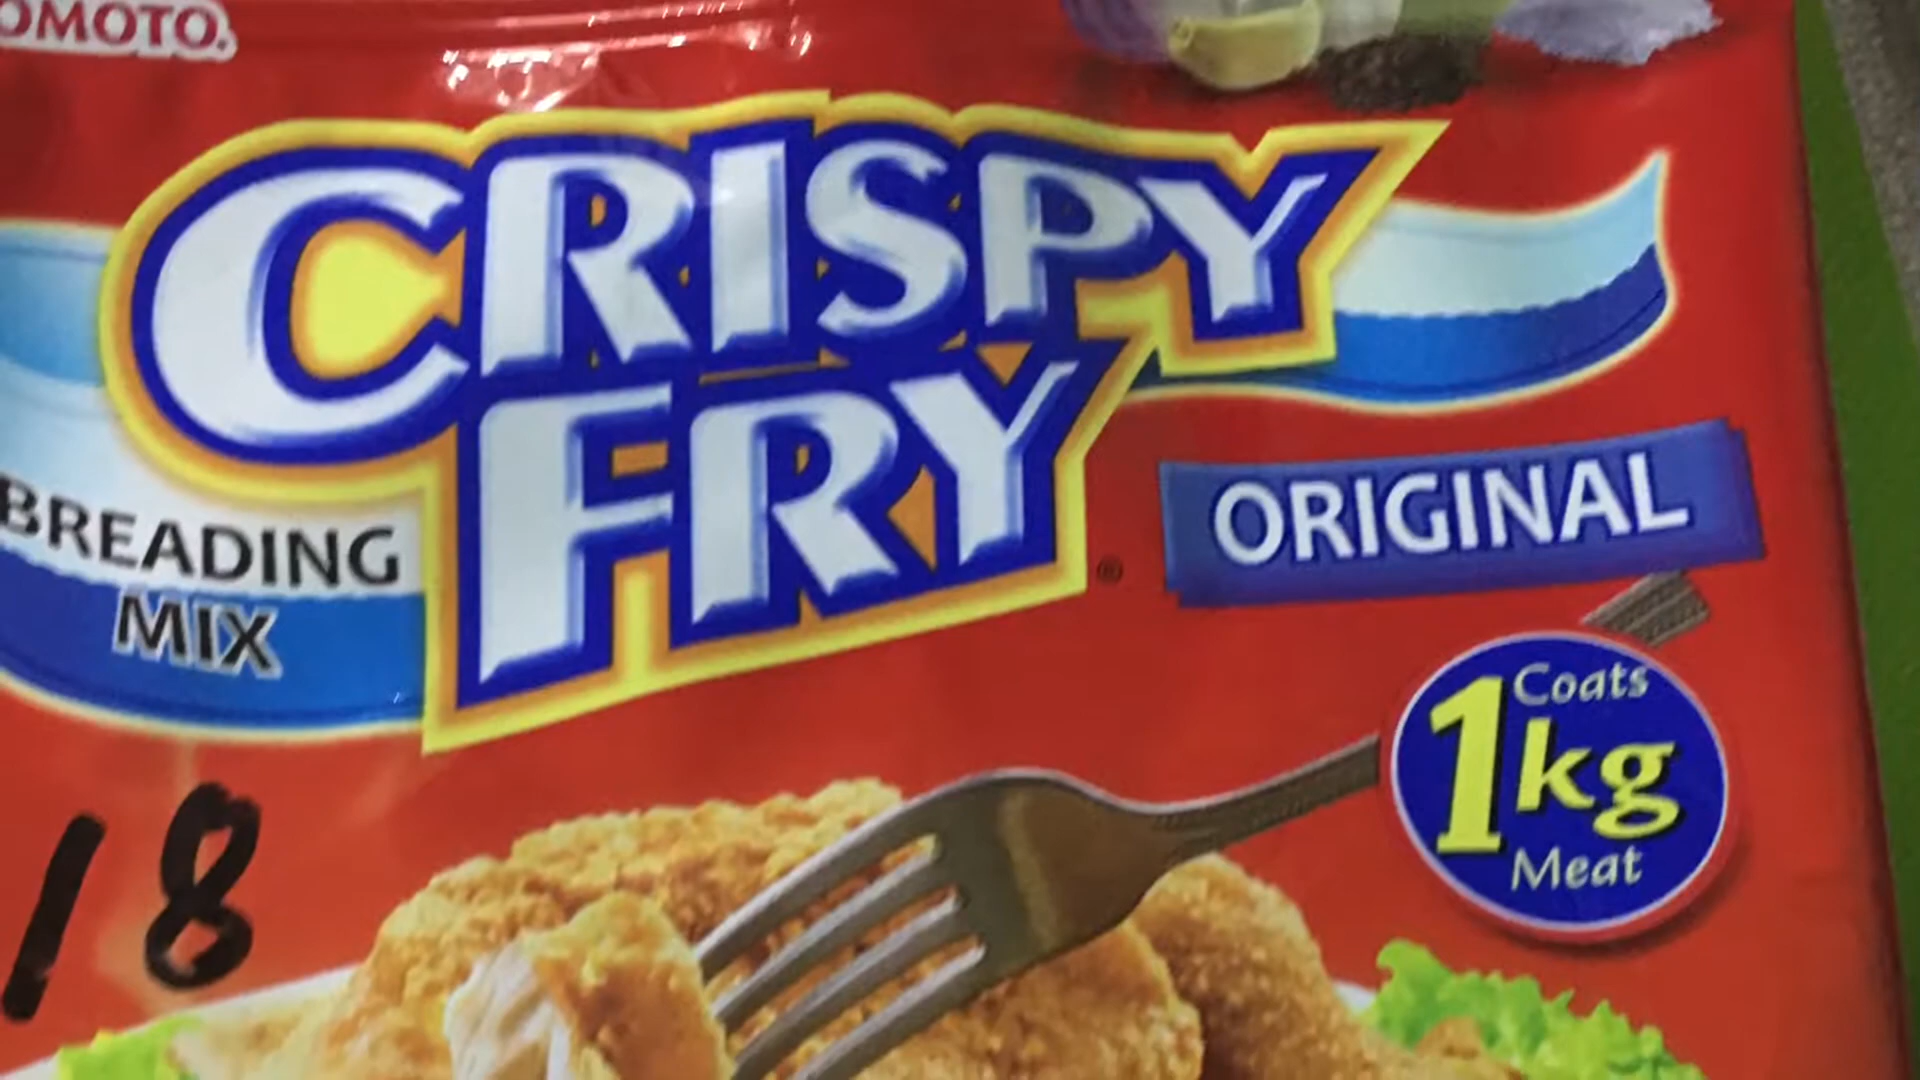 OMOTO.
CRISPY
FRY
®
BREADING
MIX
ORIGINAL
Coats
1kg
Meat
18